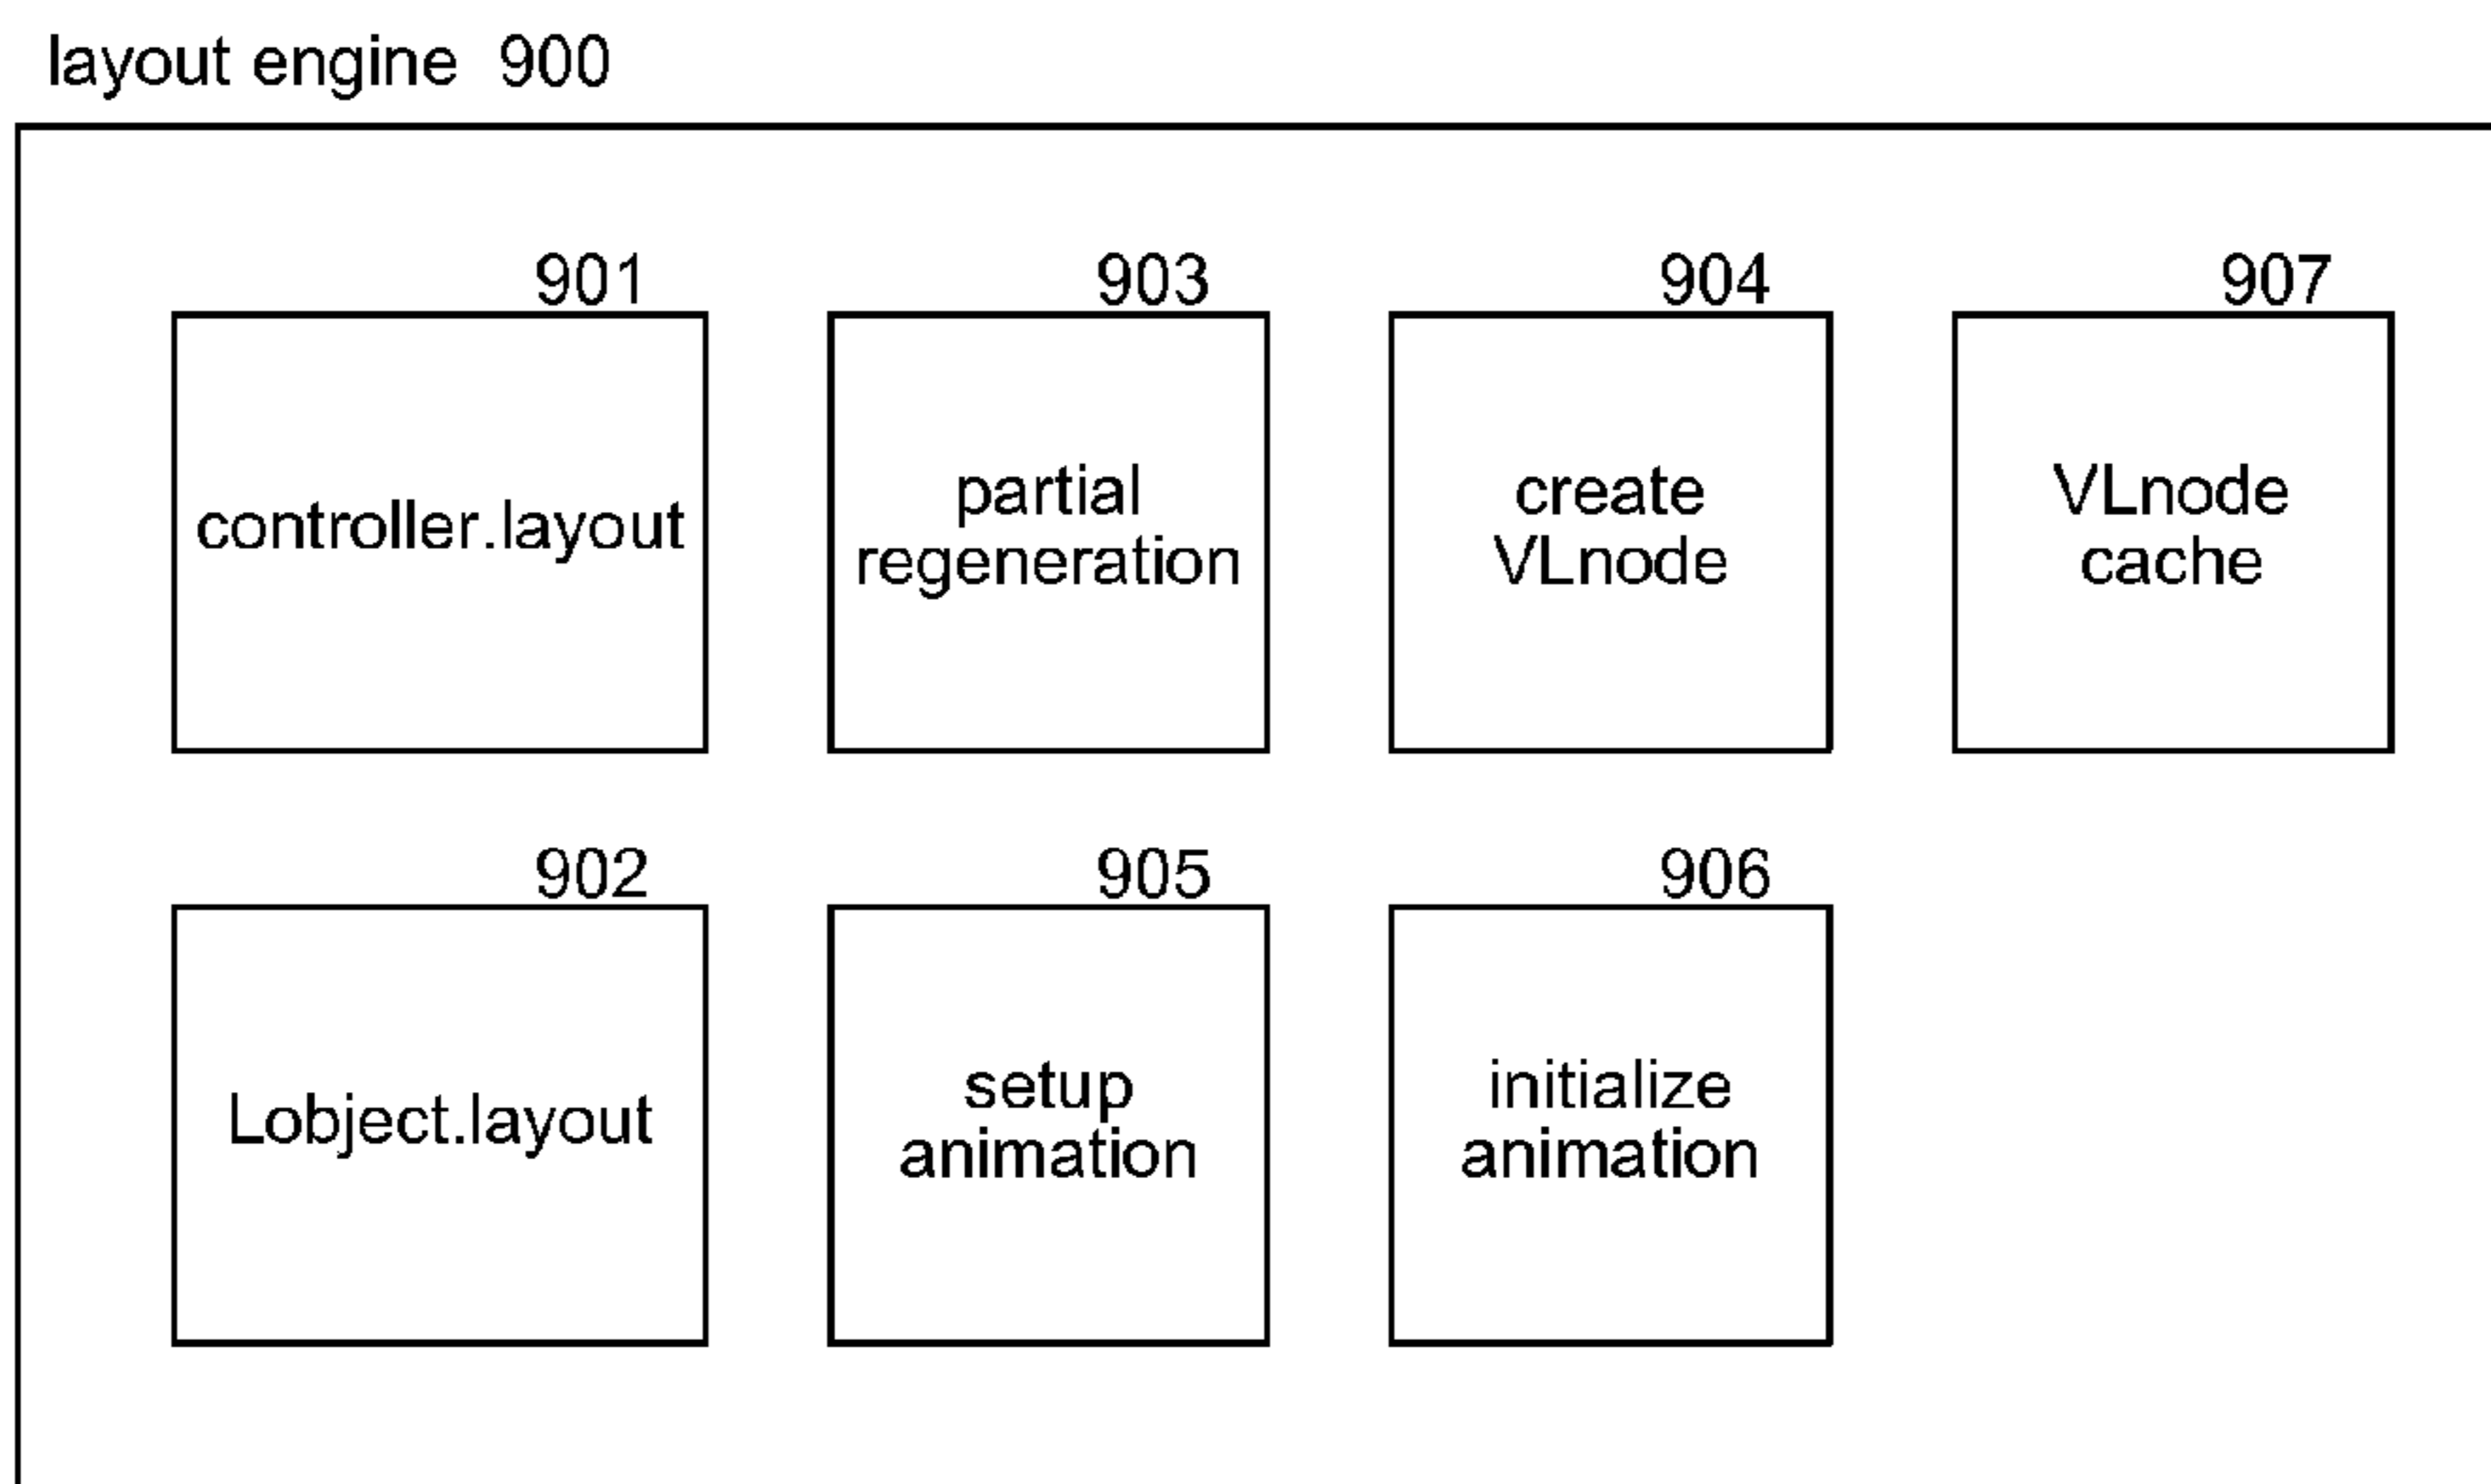 layout engine 900
901
controller.layout
903
partial
regeneration
904
create
VLnode
907
VLnode
cache
902
Lobject.layout
905
setup
animation
906
initialize
animation